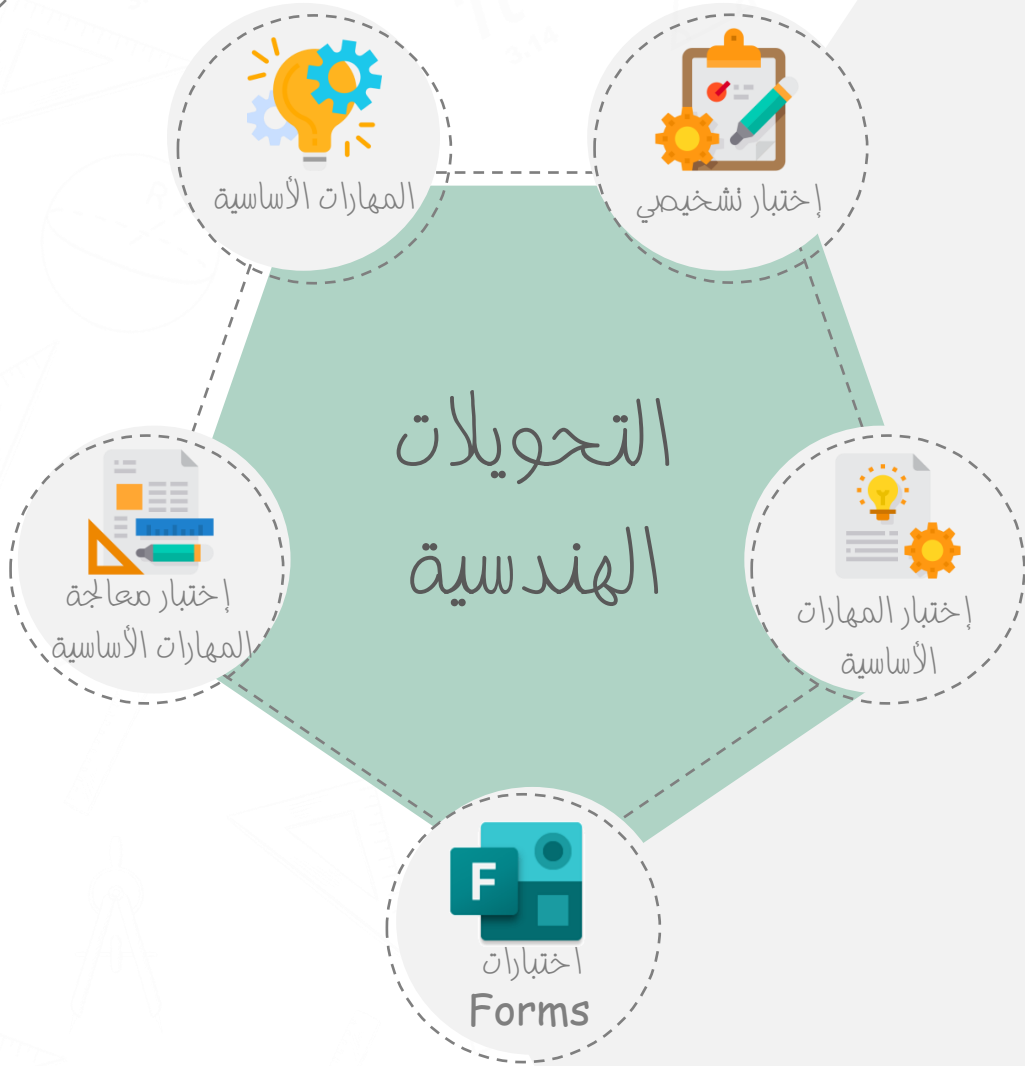 إختبار تشخيصي
المهارات الأساسية
التحويلات
الهندسية
إختبار المهارات
الأساسية
إختبار معالجة
المهارات الأساسية
F
اختبارات
Forms